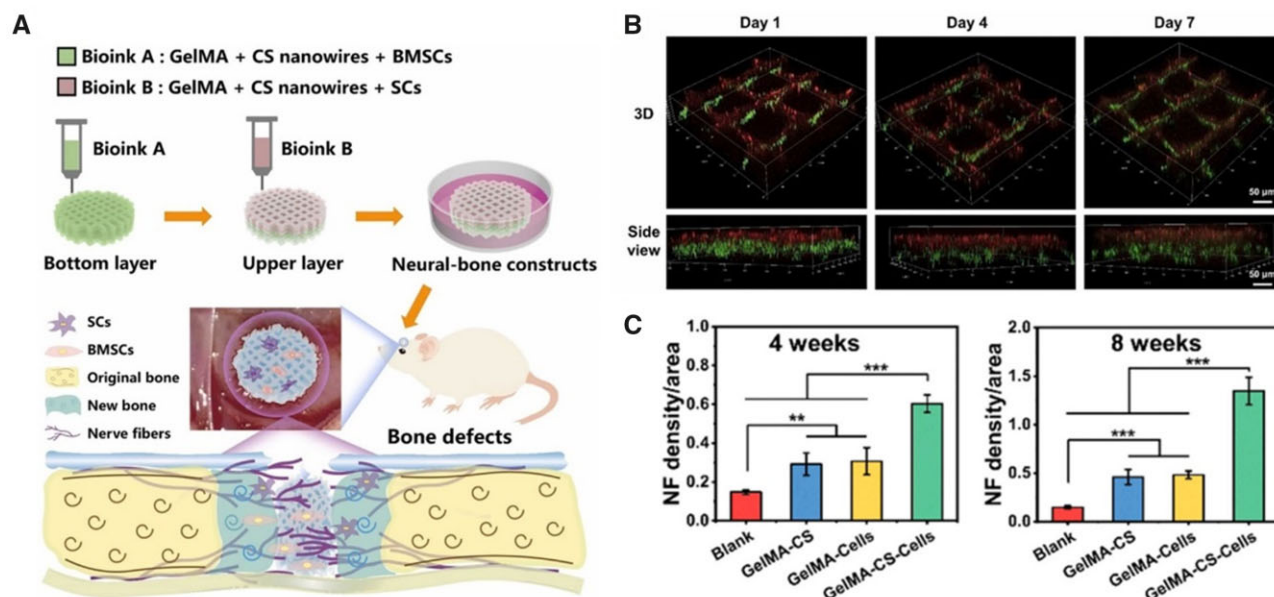 A
Bioink A : GelMA + CS nanowires + BMSCs
Bioink B : GelMA + CS nanowires + SCs
Bioink A
Bioink B
Bottom layer
Upper layer
Neural-bone constructs
SCs
BMSCs
Original bone
New bone
Nerve fibers
Bone defects
B
Day 1
Day 4
Day 7
3D
50 μm
Side
view
50 μm
C
NF density/area
1.0
0.8
0.6
0.4
0.2
0.0
4 weeks
***
**
Blank
GelMA-CS
GelMA-Cells
GelMA-CS-Cells
NF density/area
2.0
1.5
1.0
0.5
0.0
8 weeks
***
***
Blank
GelMA-CS
GelMA-Cells
GelMA-CS-Cells